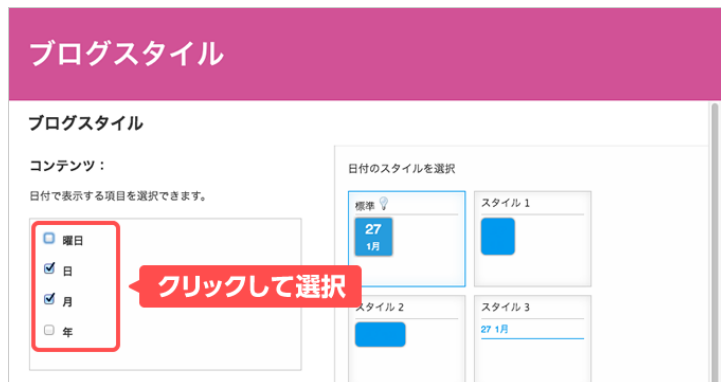 ブログスタイル
ブログスタイル
コンテンツ：
日付で表示する項目を選択できます。
曜日
日
月
年
クリックして選択
日付のスタイルを選択
標準
27
1月
スタイル 1
スタイル 2
スタイル 3
27 1月